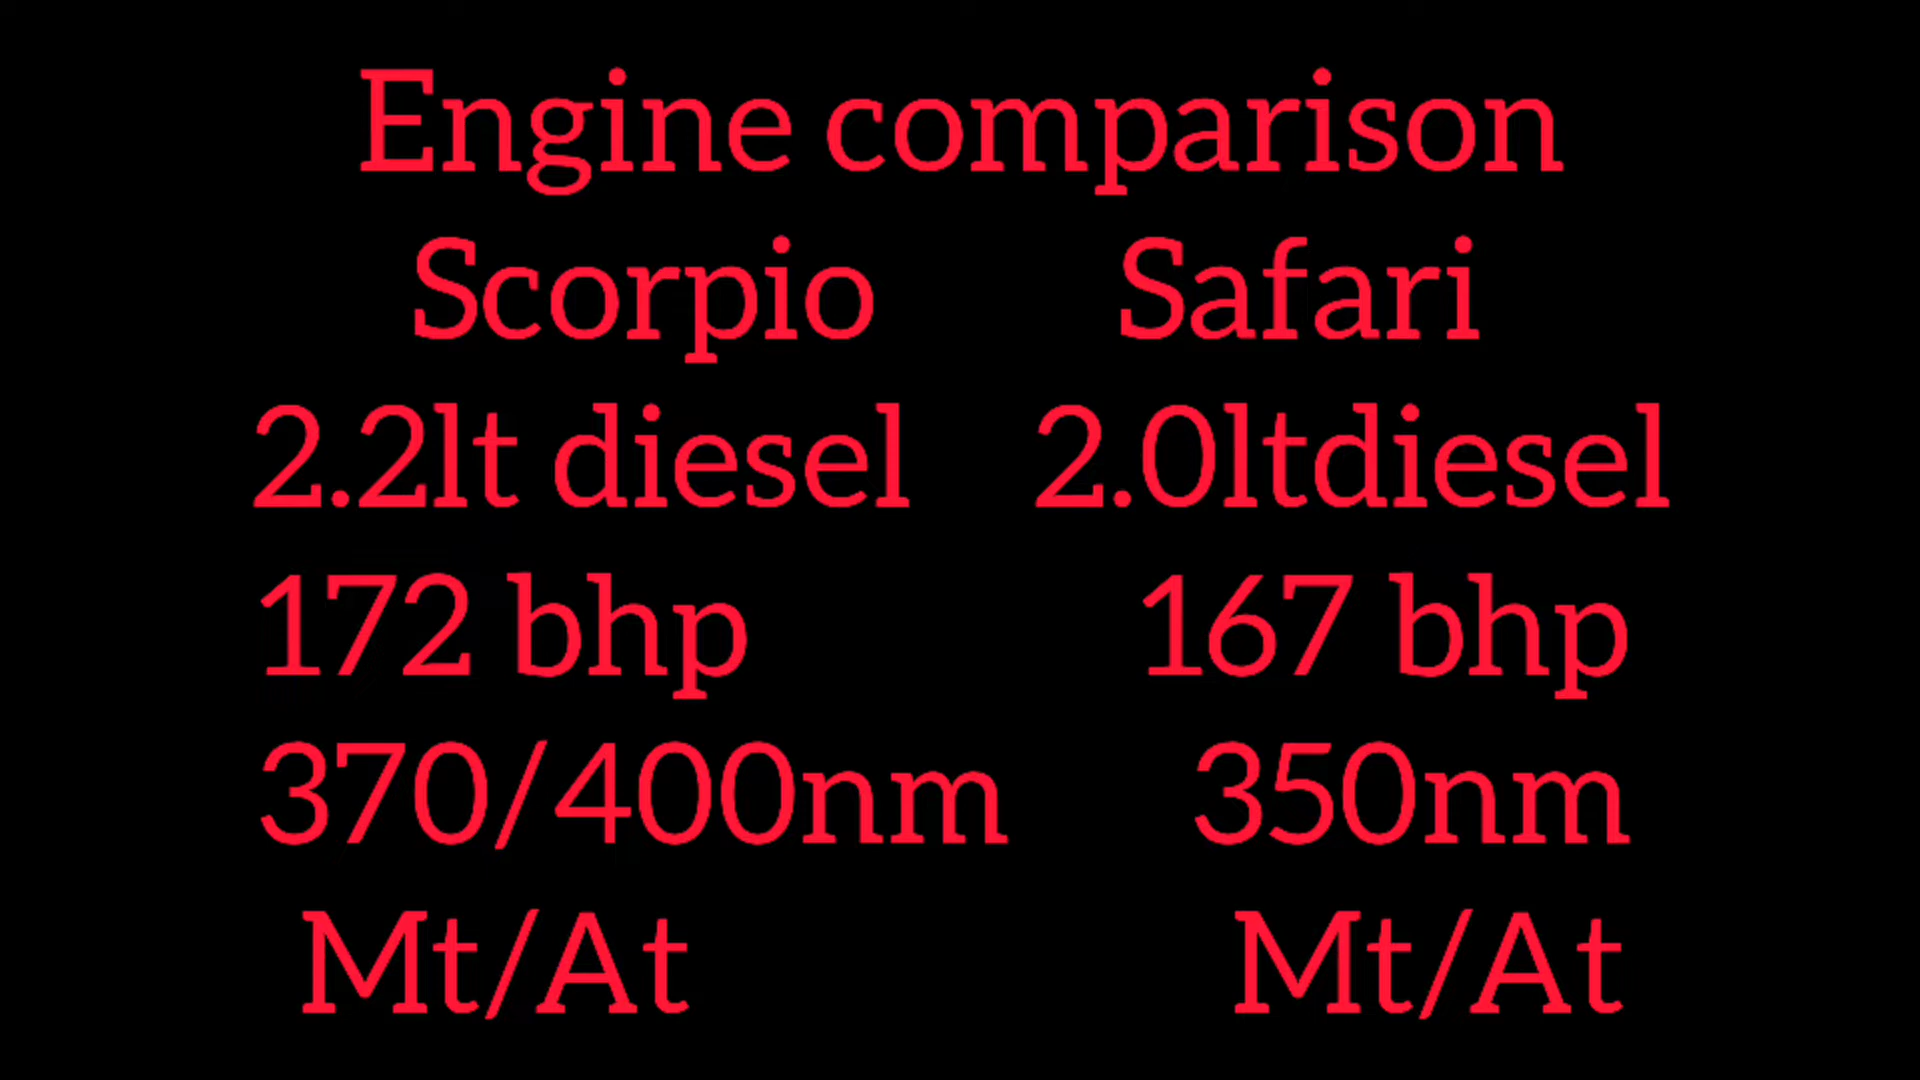 Engine comparison
Scorpio Safari
2.2lt diesel 2.0ltdiesel
172 bhp 167 bhp
370/400nm 350nm
Mt/At Mt/At